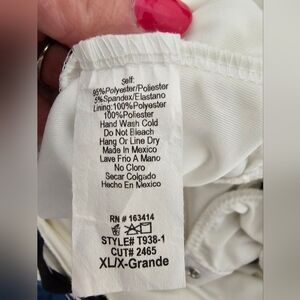 Self:
95%Polyester/Poliester
5%Spandex/Elastano
Lining:100%Polyester
100%Poliester
Hand Wash Cold
Do Not Bleach
Hang Or Line Dry
Made In Mexico
Lave Frio A Mano
No Cloro
Secar Colgado
Hecho En Mexico
RN # 163414
STYLE# T938-1
CUT# 2465
XL/X-Grande